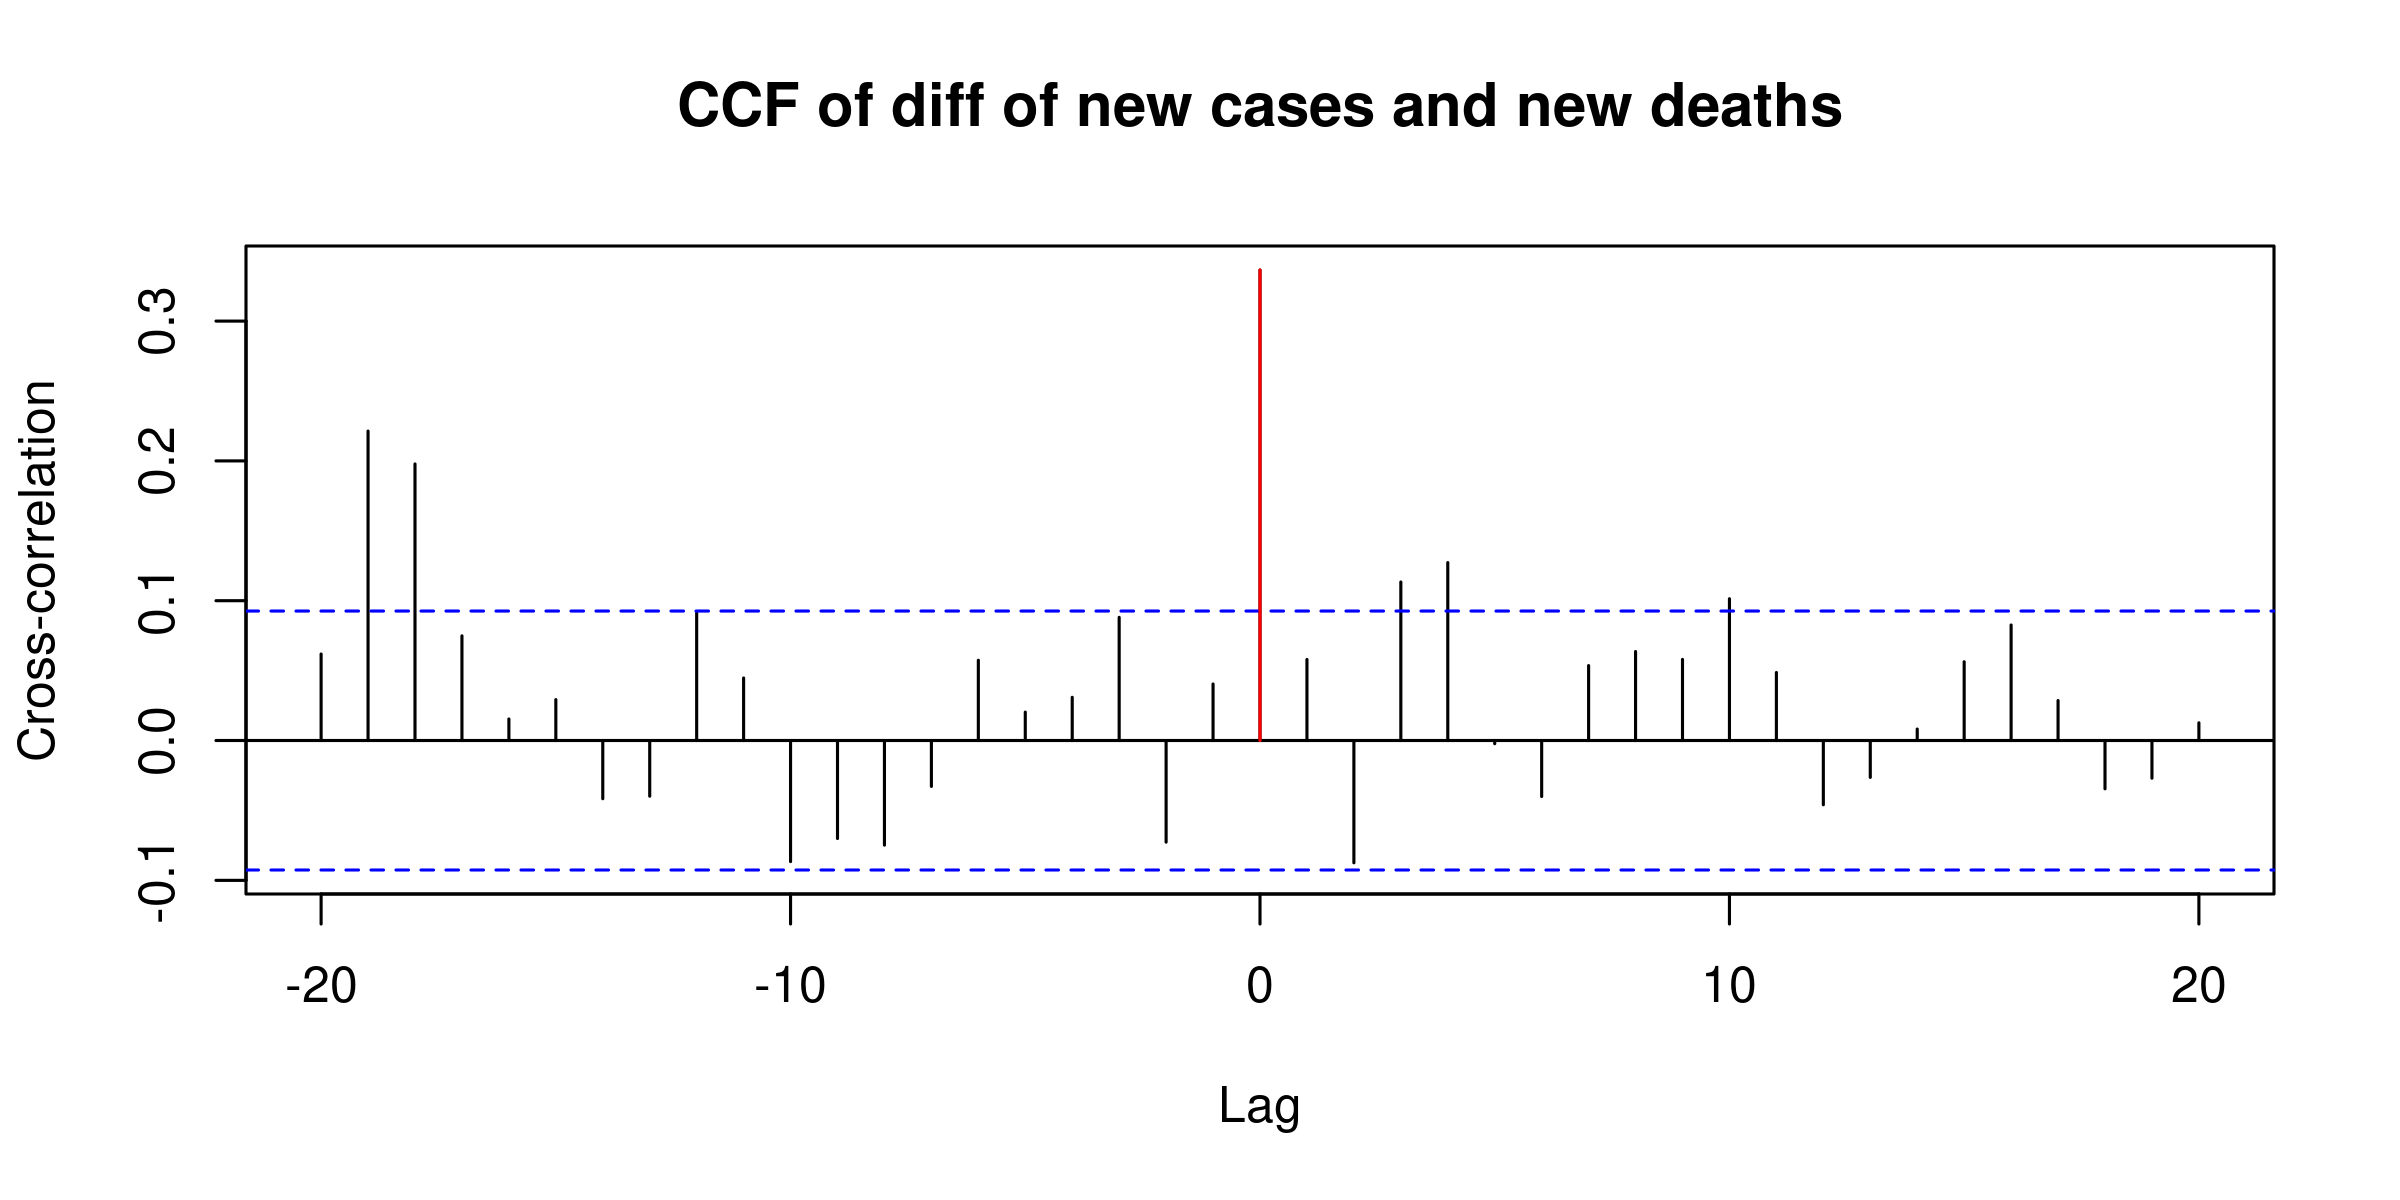 CCF of diff of new cases and new deaths
Cross-correlation
0.3
0.2
0.1
0.0
-0.1
-20 -10 0 10 20
Lag